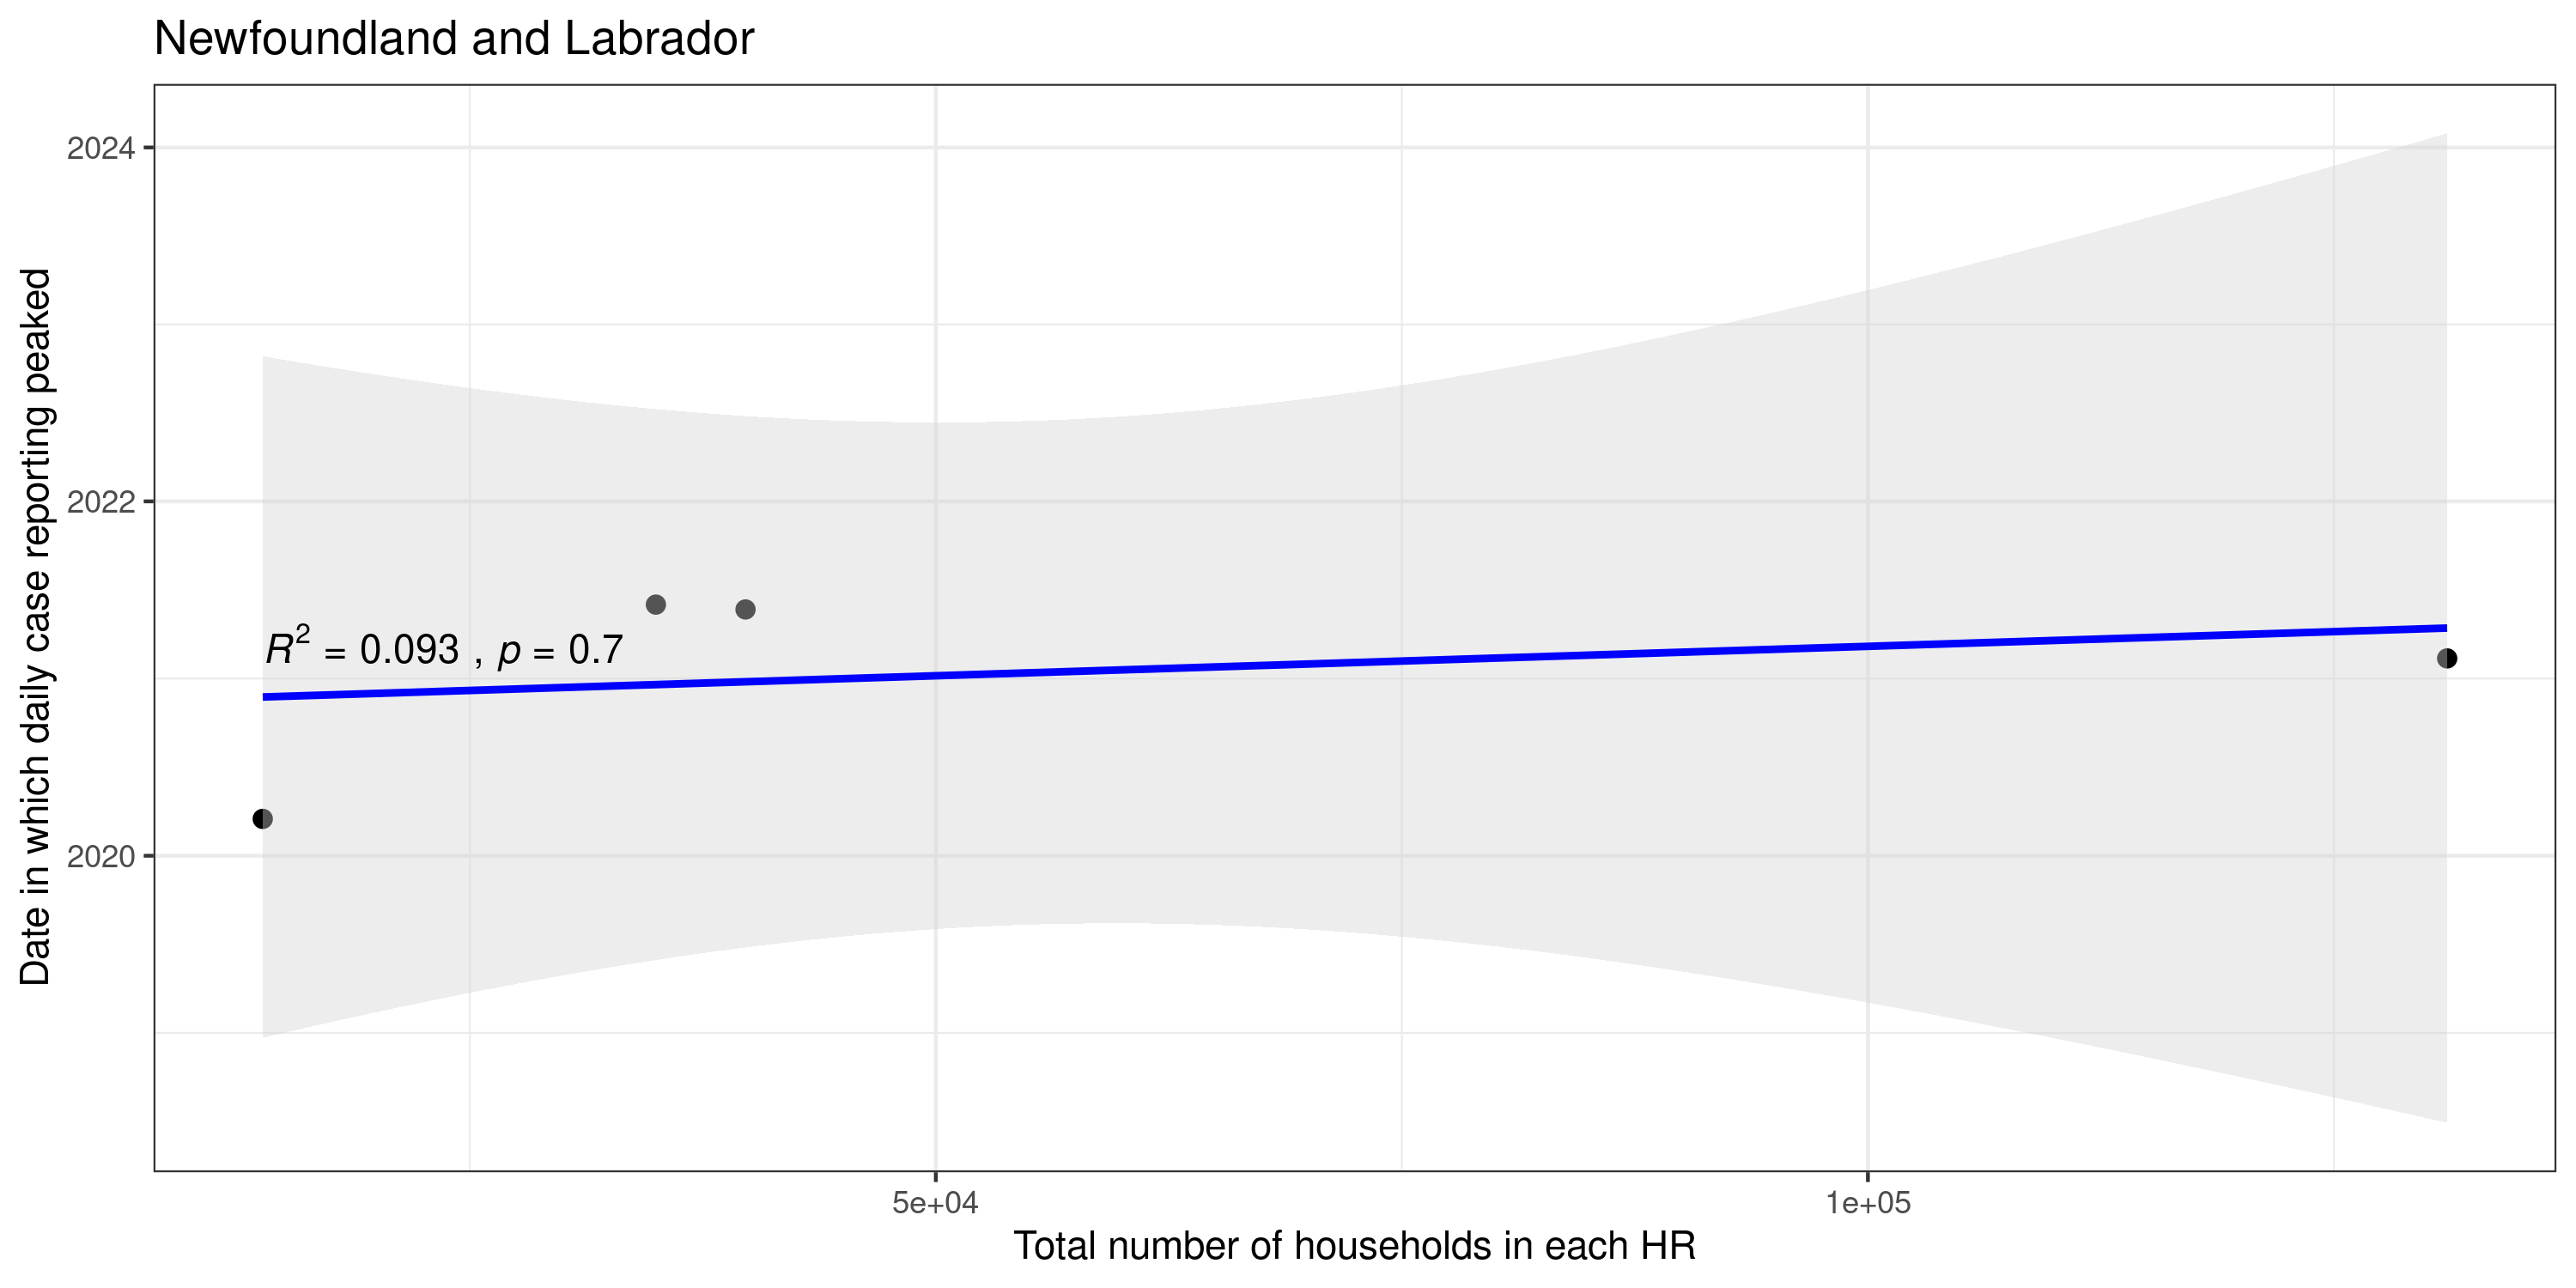 Newfoundland and Labrador
Date in which daily case reporting peaked
2024
2022
2020
R² = 0.093 , p = 0.7
5e+04
1e+05
Total number of households in each HR